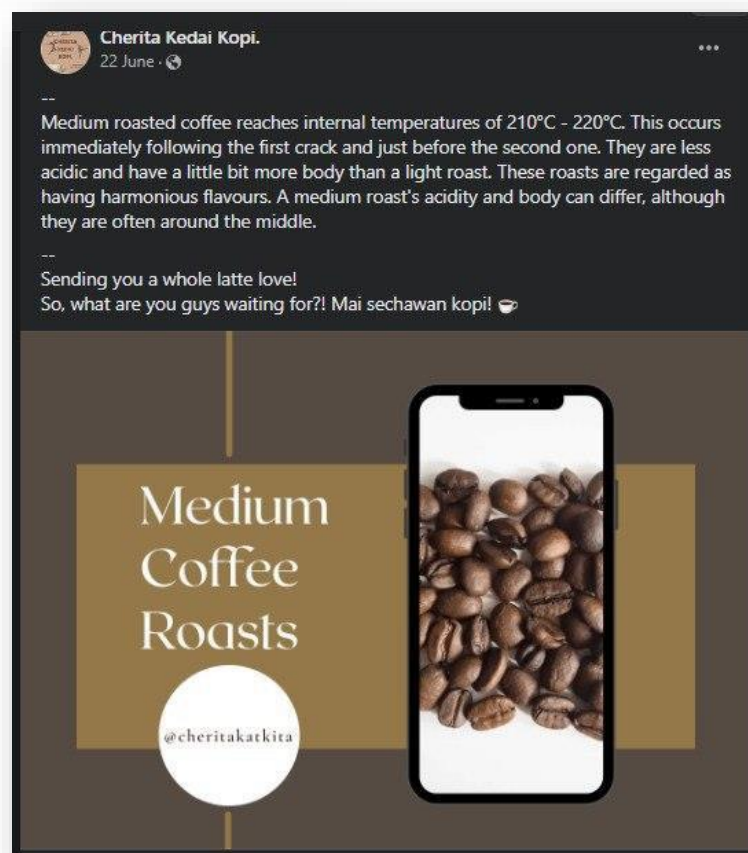 Cherita Kedai Kopi.
22 June ·
--
Medium roasted coffee reaches internal temperatures of 210°C - 220°C. This occurs
immediately following the first crack and just before the second one. They are less
acidic and have a little bit more body than a light roast. These roasts are regarded as
having harmonious flavours. A medium roast's acidity and body can differ, although
they are often around the middle.
--
Sending you a whole latte love!
So, what are you guys waiting for?! Mai sechawan kopi! ☕
Medium
Coffee
Roasts
@cheritakatkita